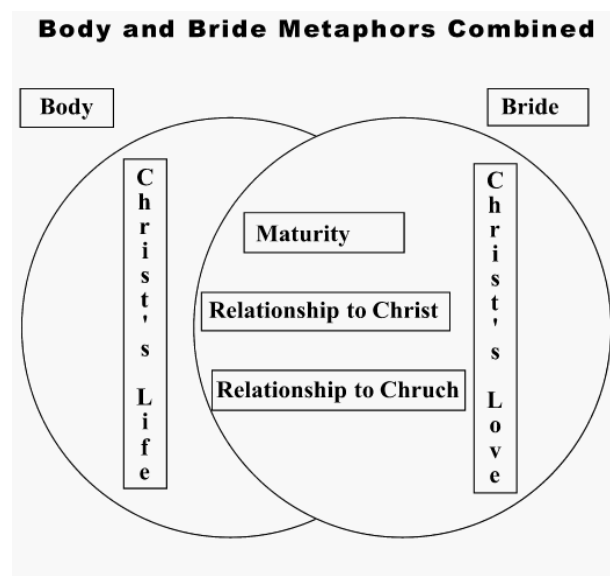 Body and Bride Metaphors Combined
Body
Bride
Christ's Life
Maturity
Relationship to Christ
Relationship to Chruch
Christ's Love